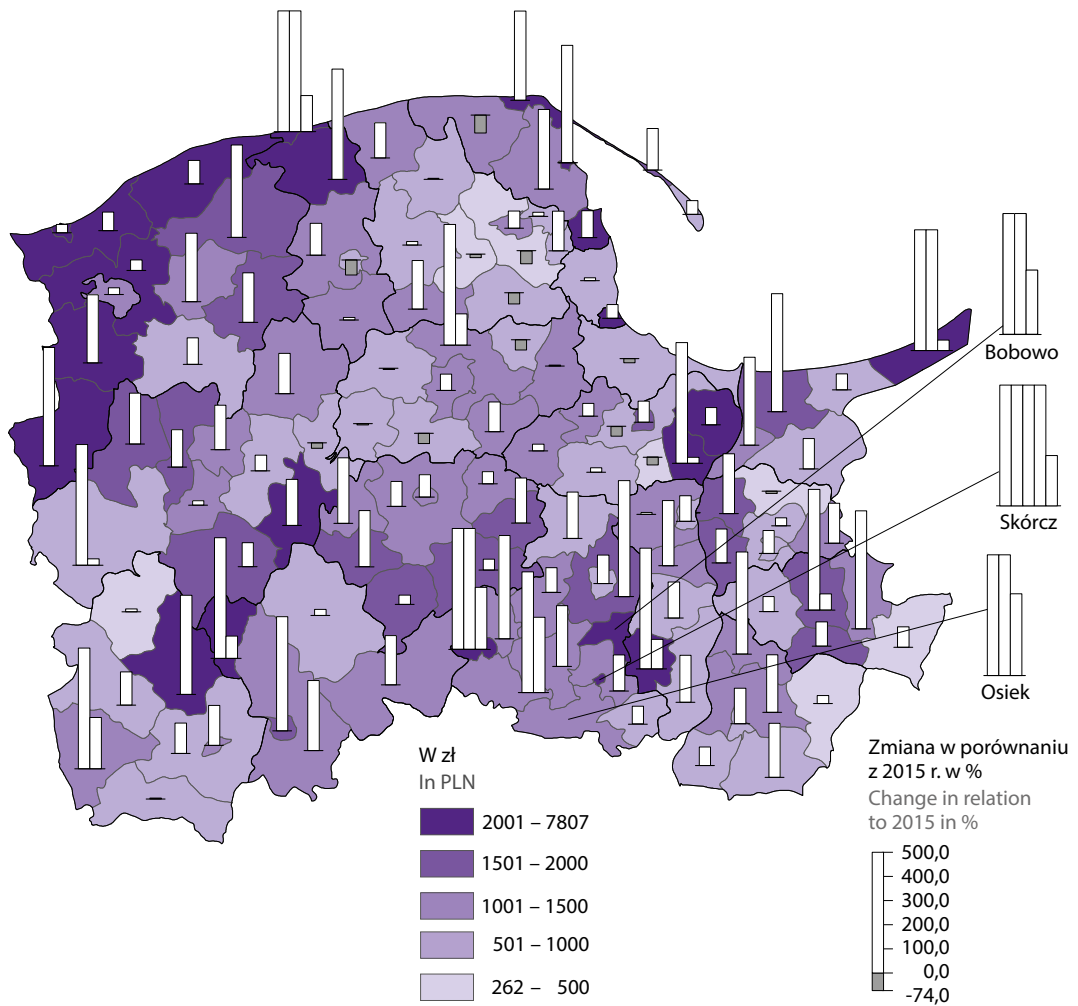 Bobowo
Skórcz
Osiek
W zł
In PLN
2001 – 7807
1501 – 2000
1001 – 1500
501 – 1000
262 – 500
Zmiana w porównaniu
z 2015 r. w %
Change in relation
to 2015 in %
500,0
400,0
300,0
200,0
100,0
0,0
-74,0